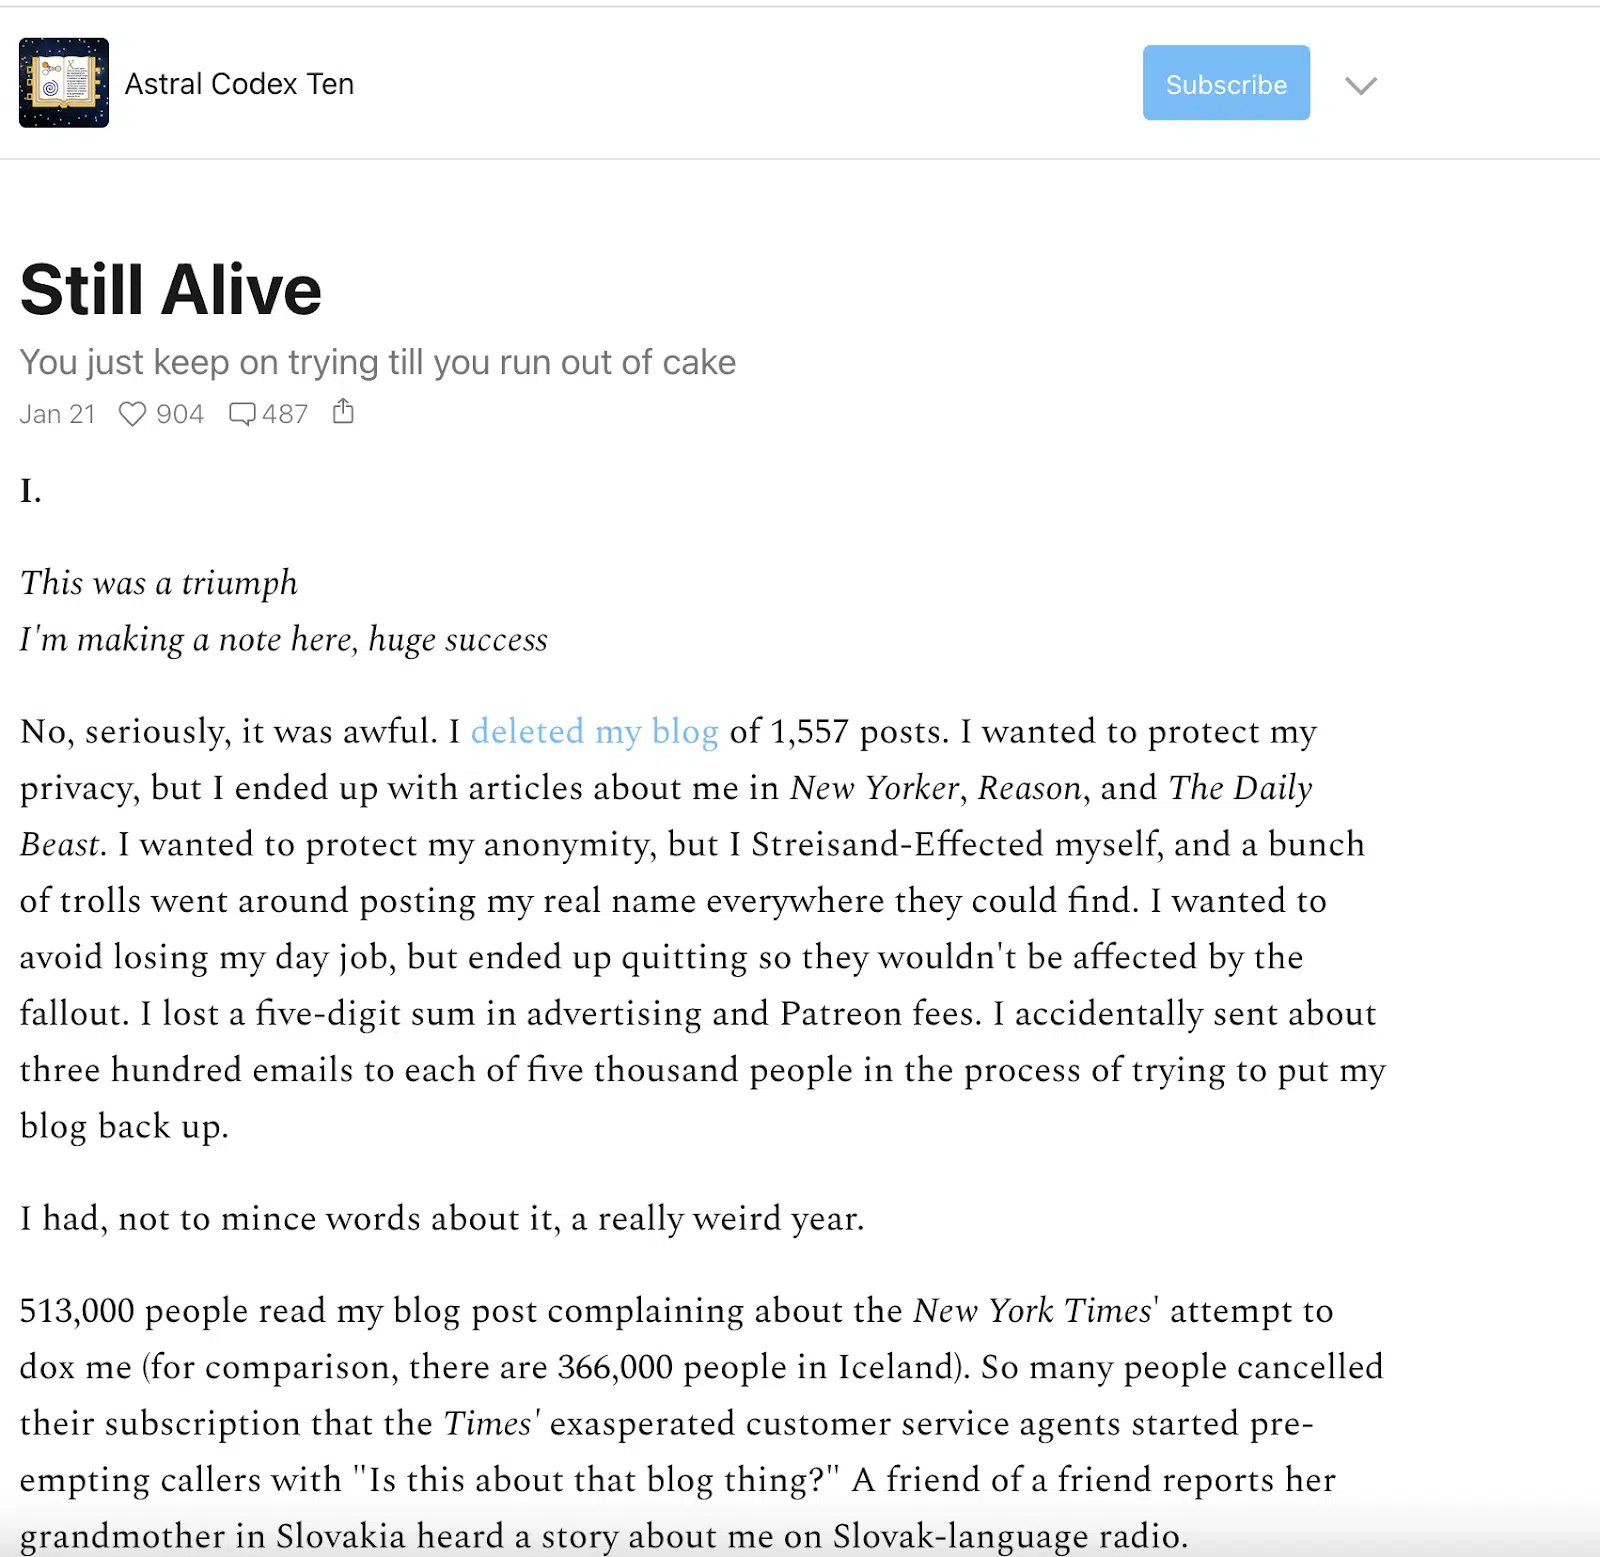 Astral Codex Ten
Subscribe
Still Alive
You just keep on trying till you run out of cake
Jan 21 904 487
I.
This was a triumph
I'm making a note here, huge success
No, seriously, it was awful. I deleted my blog of 1,557 posts. I wanted to protect my
privacy, but I ended up with articles about me in New Yorker, Reason, and The Daily
Beast. I wanted to protect my anonymity, but I Streisand-Effected myself, and a bunch
of trolls went around posting my real name everywhere they could find. I wanted to
avoid losing my day job, but ended up quitting so they wouldn't be affected by the
fallout. I lost a five-digit sum in advertising and Patreon fees. I accidentally sent about
three hundred emails to each of five thousand people in the process of trying to put my
blog back up.
I had, not to mince words about it, a really weird year.
513,000 people read my blog post complaining about the New York Times' attempt to
dox me (for comparison, there are 366,000 people in Iceland). So many people cancelled
their subscription that the Times' exasperated customer service agents started pre-
empting callers with "Is this about that blog thing?" A friend of a friend reports her
grandmother in Slovakia heard a story about me on Slovak-language radio.